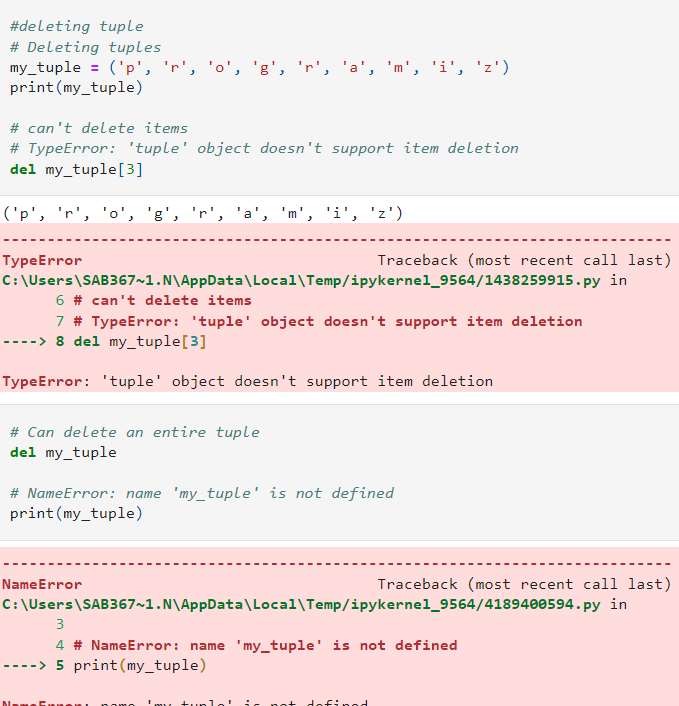 #deleting tuple
# Deleting tuples
my_tuple = ('p', 'r', 'o', 'g', 'r', 'a', 'm', 'i', 'z')
print(my_tuple)
# can't delete items
# TypeError: 'tuple' object doesn't support item deletion
del my_tuple[3]
('p', 'r', 'o', 'g', 'r', 'a', 'm', 'i', 'z')
---------------------------------------------------------------------------
TypeError Traceback (most recent call last)
C:\Users\SAB367~1.N\AppData\Local\Temp/ipykernel_9564/1438259915.py in
6 # can't delete items
7 # TypeError: 'tuple' object doesn't support item deletion
----> 8 del my_tuple[3]
TypeError: 'tuple' object doesn't support item deletion
# Can delete an entire tuple
del my_tuple
# NameError: name 'my_tuple' is not defined
print(my_tuple)
---------------------------------------------------------------------------
NameError Traceback (most recent call last)
C:\Users\SAB367~1.N\AppData\Local\Temp/ipykernel_9564/4189400594.py in
3
4 # NameError: name 'my_tuple' is not defined
----> 5 print(my_tuple)
NameError: name 'my_tuple' is not defined